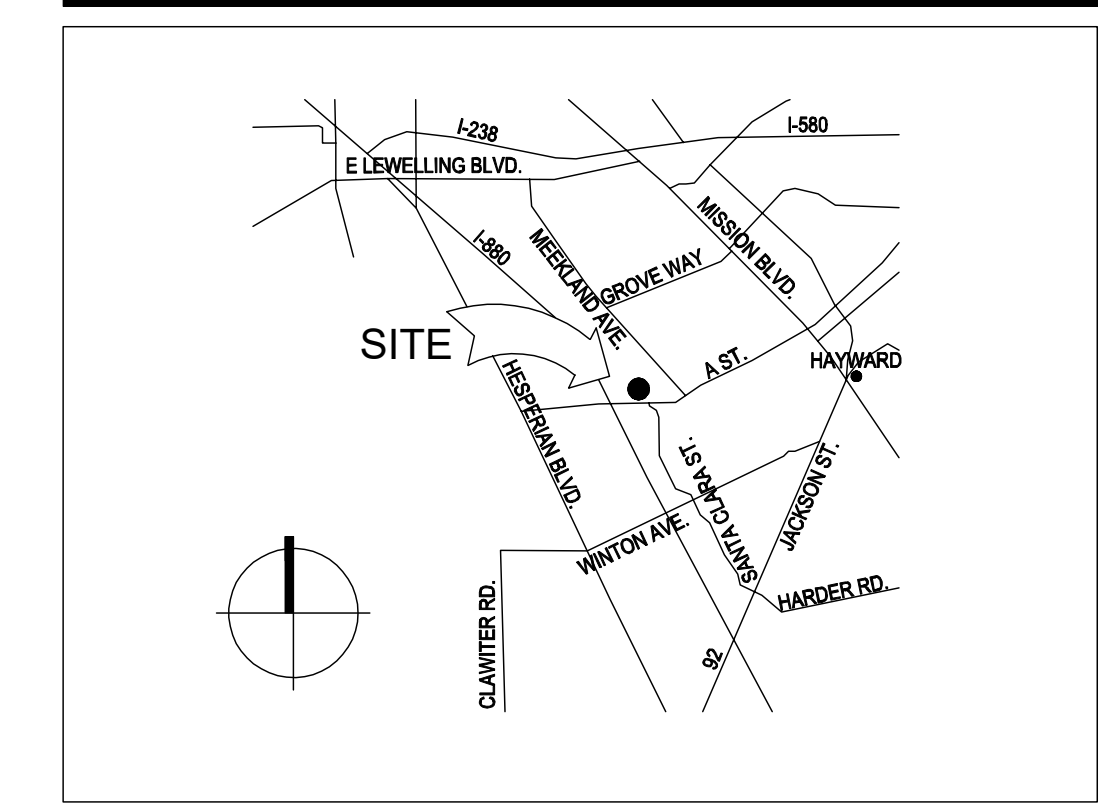 I-238
I-580
E LEWELLING BLVD.
MISSION BLVD.
I-880
MEEKLAND AVE.
GROVE WAY
SITE
A ST.
HAYWARD
HESPERIAN BLVD.
SANTA CLARA ST.
JACKSON ST.
WINTON AVE.
HARDER RD.
CLAWITER RD.
92